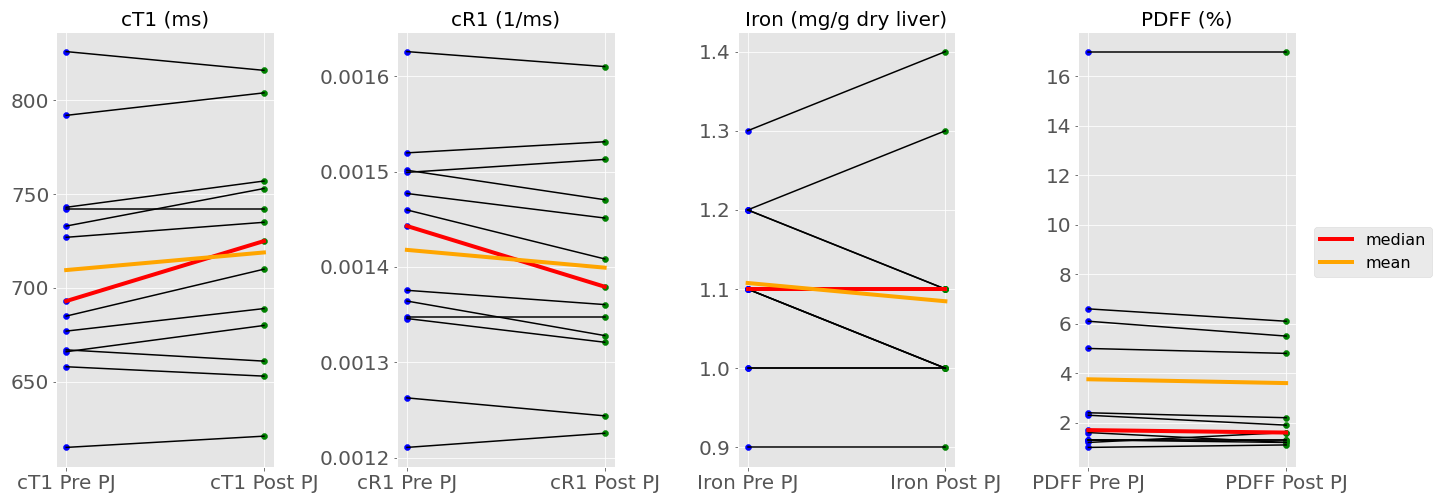 cT1 (ms)
800
750
700
650
cT1 Pre PJ
cT1 Post PJ
cR1 (1/ms)
0.0016
0.0015
0.0014
0.0013
0.0012
cR1 Pre PJ
cR1 Post PJ
Iron (mg/g dry liver)
1.4
1.3
1.2
1.1
1.0
0.9
Iron Pre PJ
Iron Post PJ
PDFF (%)
16
14
12
10
8
6
4
2
PDFF Pre PJ
PDFF Post PJ
median
mean